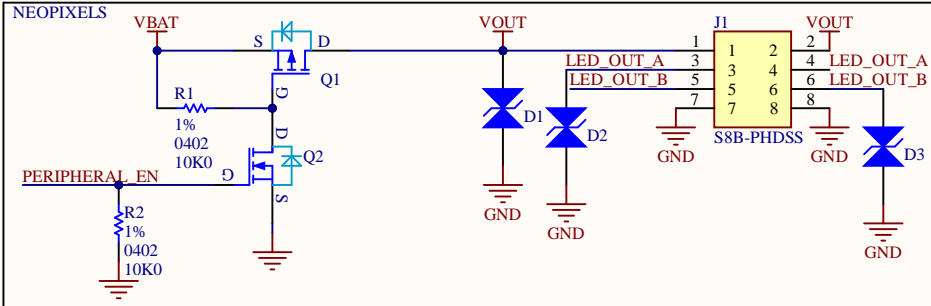 NEOPIXELS
VBAT
VOUT
J1
VOUT
S
D
1
1
2
2
LED_OUT_A
3
3
4
4
LED_OUT_A
Q1
LED_OUT_B
5
5
6
6
LED_OUT_B
G
7
7
8
8
R1
1%
0402
10K0
D1
D2
S8B-PHDSS
D
Q2
GND
GND
D3
PERIPHERAL_EN
G
S
R2
1%
0402
10K0
GND
GND
GND